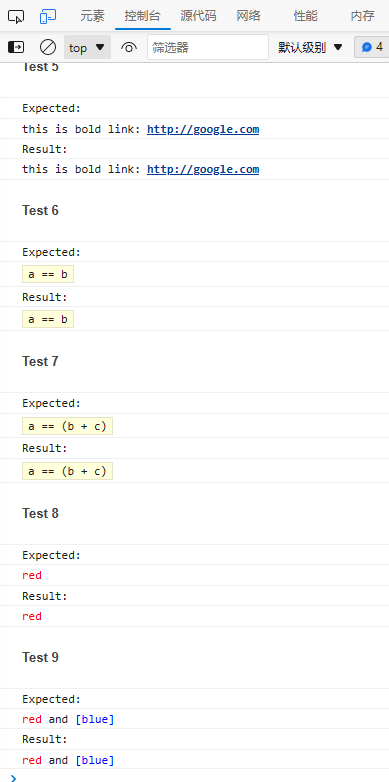 元素 控制台 源代码 网络 性能 内存
top ▼ 筛选器 默认级别 ▼ 4
Test 5
Expected:
this is bold link: http://google.com
Result:
this is bold link: http://google.com
Test 6
Expected:
a == b
Result:
a == b
Test 7
Expected:
a == (b + c)
Result:
a == (b + c)
Test 8
Expected:
red
Result:
red
Test 9
Expected:
red and [blue]
Result:
red and [blue]